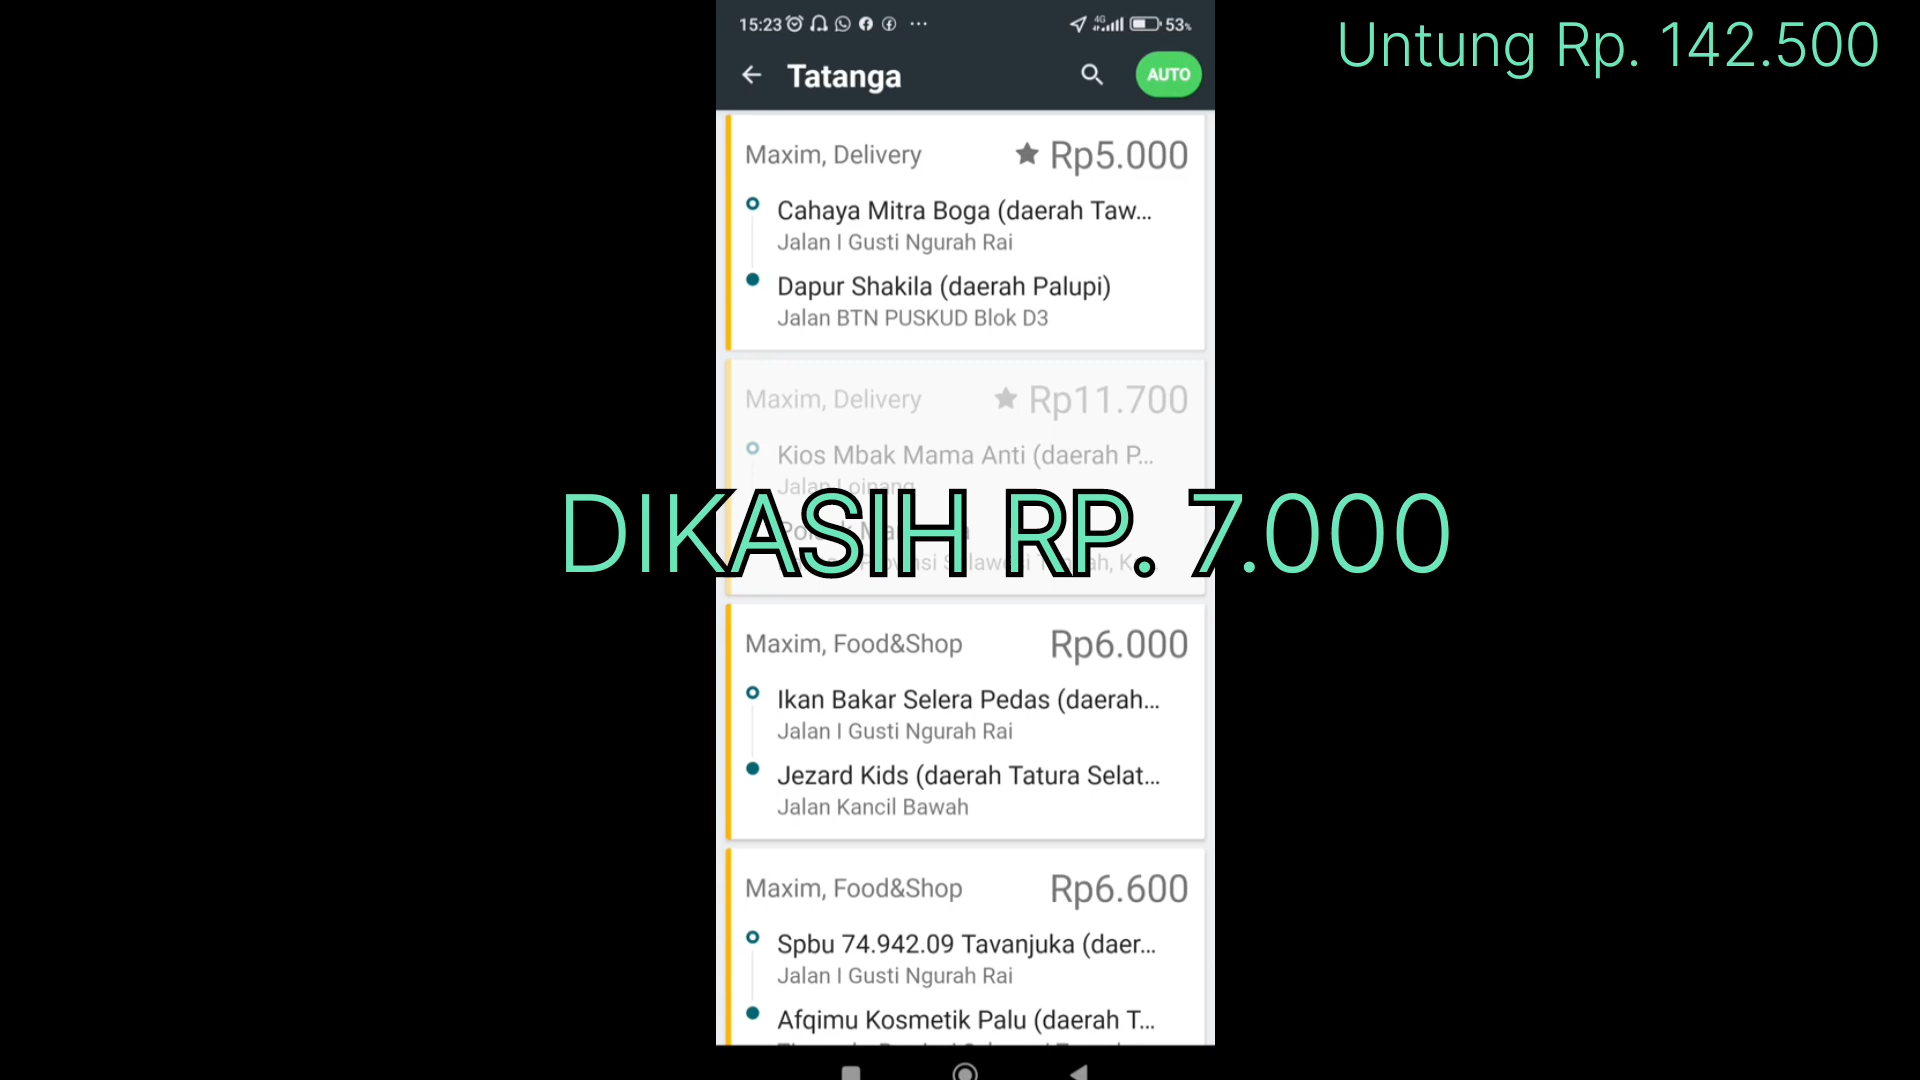 15:23
4G
53%
Untung Rp. 142.500
Tatanga
AUTO
Maxim, Delivery
Rp5.000
Cahaya Mitra Boga (daerah Taw...
Jalan I Gusti Ngurah Rai
Dapur Shakila (daerah Palupi)
Jalan BTN PUSKUD Blok D3
Maxim, Delivery
Rp11.700
Kios Mbak Mama Anti (daerah P...
Jalan Loinang
DIKASIH RP. 7.000
Maxim, Food&Shop
Rp6.000
Ikan Bakar Selera Pedas (daerah...
Jalan I Gusti Ngurah Rai
Jezard Kids (daerah Tatura Selat...
Jalan Kancil Bawah
Maxim, Food&Shop
Rp6.600
Spbu 74.942.09 Tavanjuka (daer...
Jalan I Gusti Ngurah Rai
Afqimu Kosmetik Palu (daerah T...